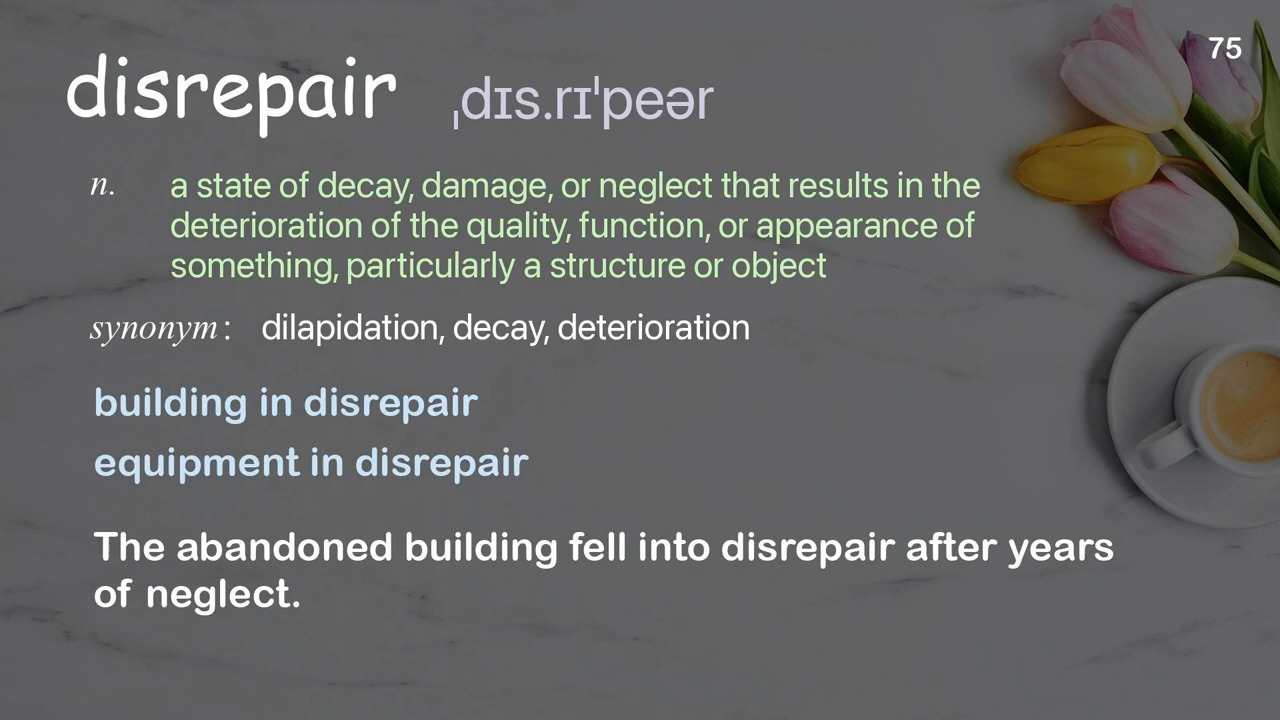 75
disrepair ˌdɪs.rɪˈpeər
n. a state of decay, damage, or neglect that results in the
deterioration of the quality, function, or appearance of
something, particularly a structure or object
synonym: dilapidation, decay, deterioration
building in disrepair
equipment in disrepair
The abandoned building fell into disrepair after years
of neglect.